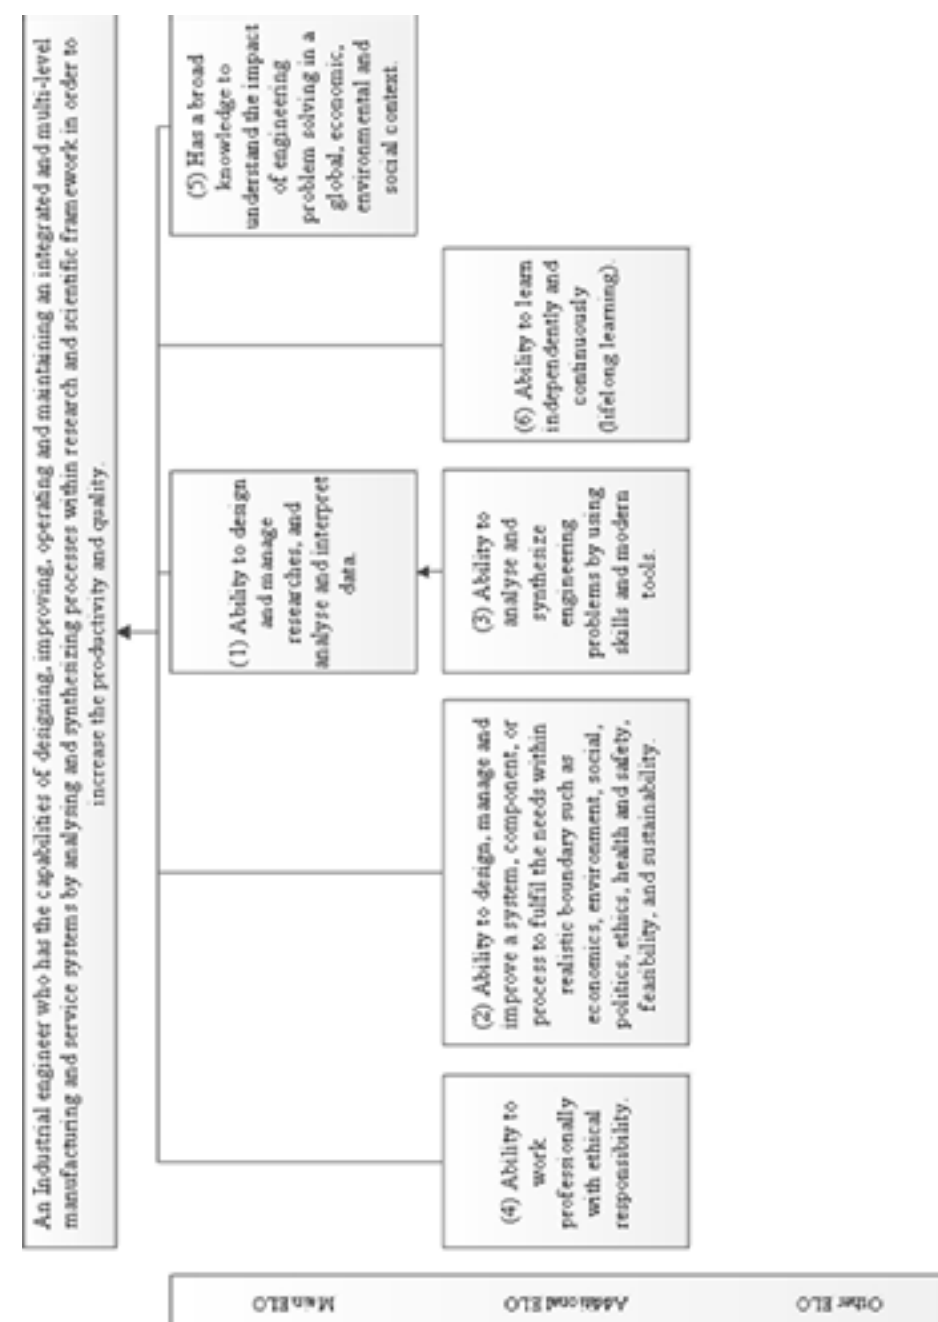 An Industrial engineer who has the capabilities of designing, improving, operating and maintaining an integrated and multi-level
manufacturing and service systems by analysing and synthesizing processes within research and scientific framework in order to
increase the productivity and quality.
Main ELO
(1) Ability to design
and manage
researches, and
analyse and interpret
data.
(5) Has a broad
knowledge to
understand the impact
of engineering
problem solving in a
global, economic,
environmental and
social context.
Additional ELO
(4) Ability to
work
professionally
with ethical
responsibility.
(2) Ability to design, manage and
improve a system, component, or
process to fulfil the needs within
realistic boundary such as
economics, environment, social,
politics, ethics, health and safety,
feasibility, and sustainability.
(3) Ability to
analyse and
synthesize
engineering
problems by using
skills and modern
tools.
(6) Ability to learn
independently and
continuously
(lifelong learning).
Other ELO